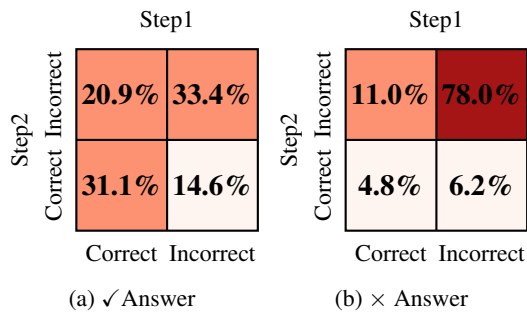 Step1
Step1
Step2
Incorrect
20.9%
33.4%
Correct
31.1%
14.6%
Correct Incorrect
(a) ✓Answer
Step2
Incorrect
11.0%
78.0%
Correct
4.8%
6.2%
Correct Incorrect
(b) × Answer